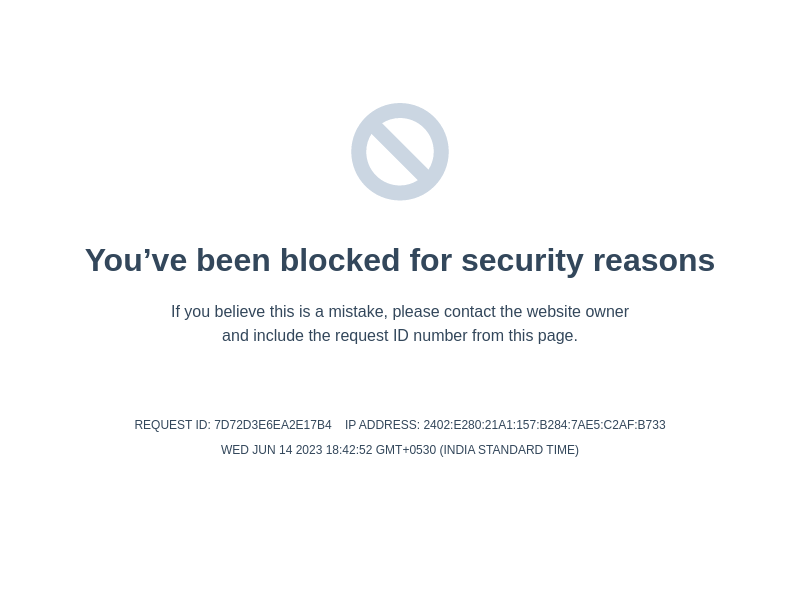 You’ve been blocked for security reasons
If you believe this is a mistake, please contact the website owner
and include the request ID number from this page.
REQUEST ID: 7D72D3E6EA2E17B4 IP ADDRESS: 2402:E280:21A1:157:B284:7AE5:C2AF:B733
WED JUN 14 2023 18:42:52 GMT+0530 (INDIA STANDARD TIME)